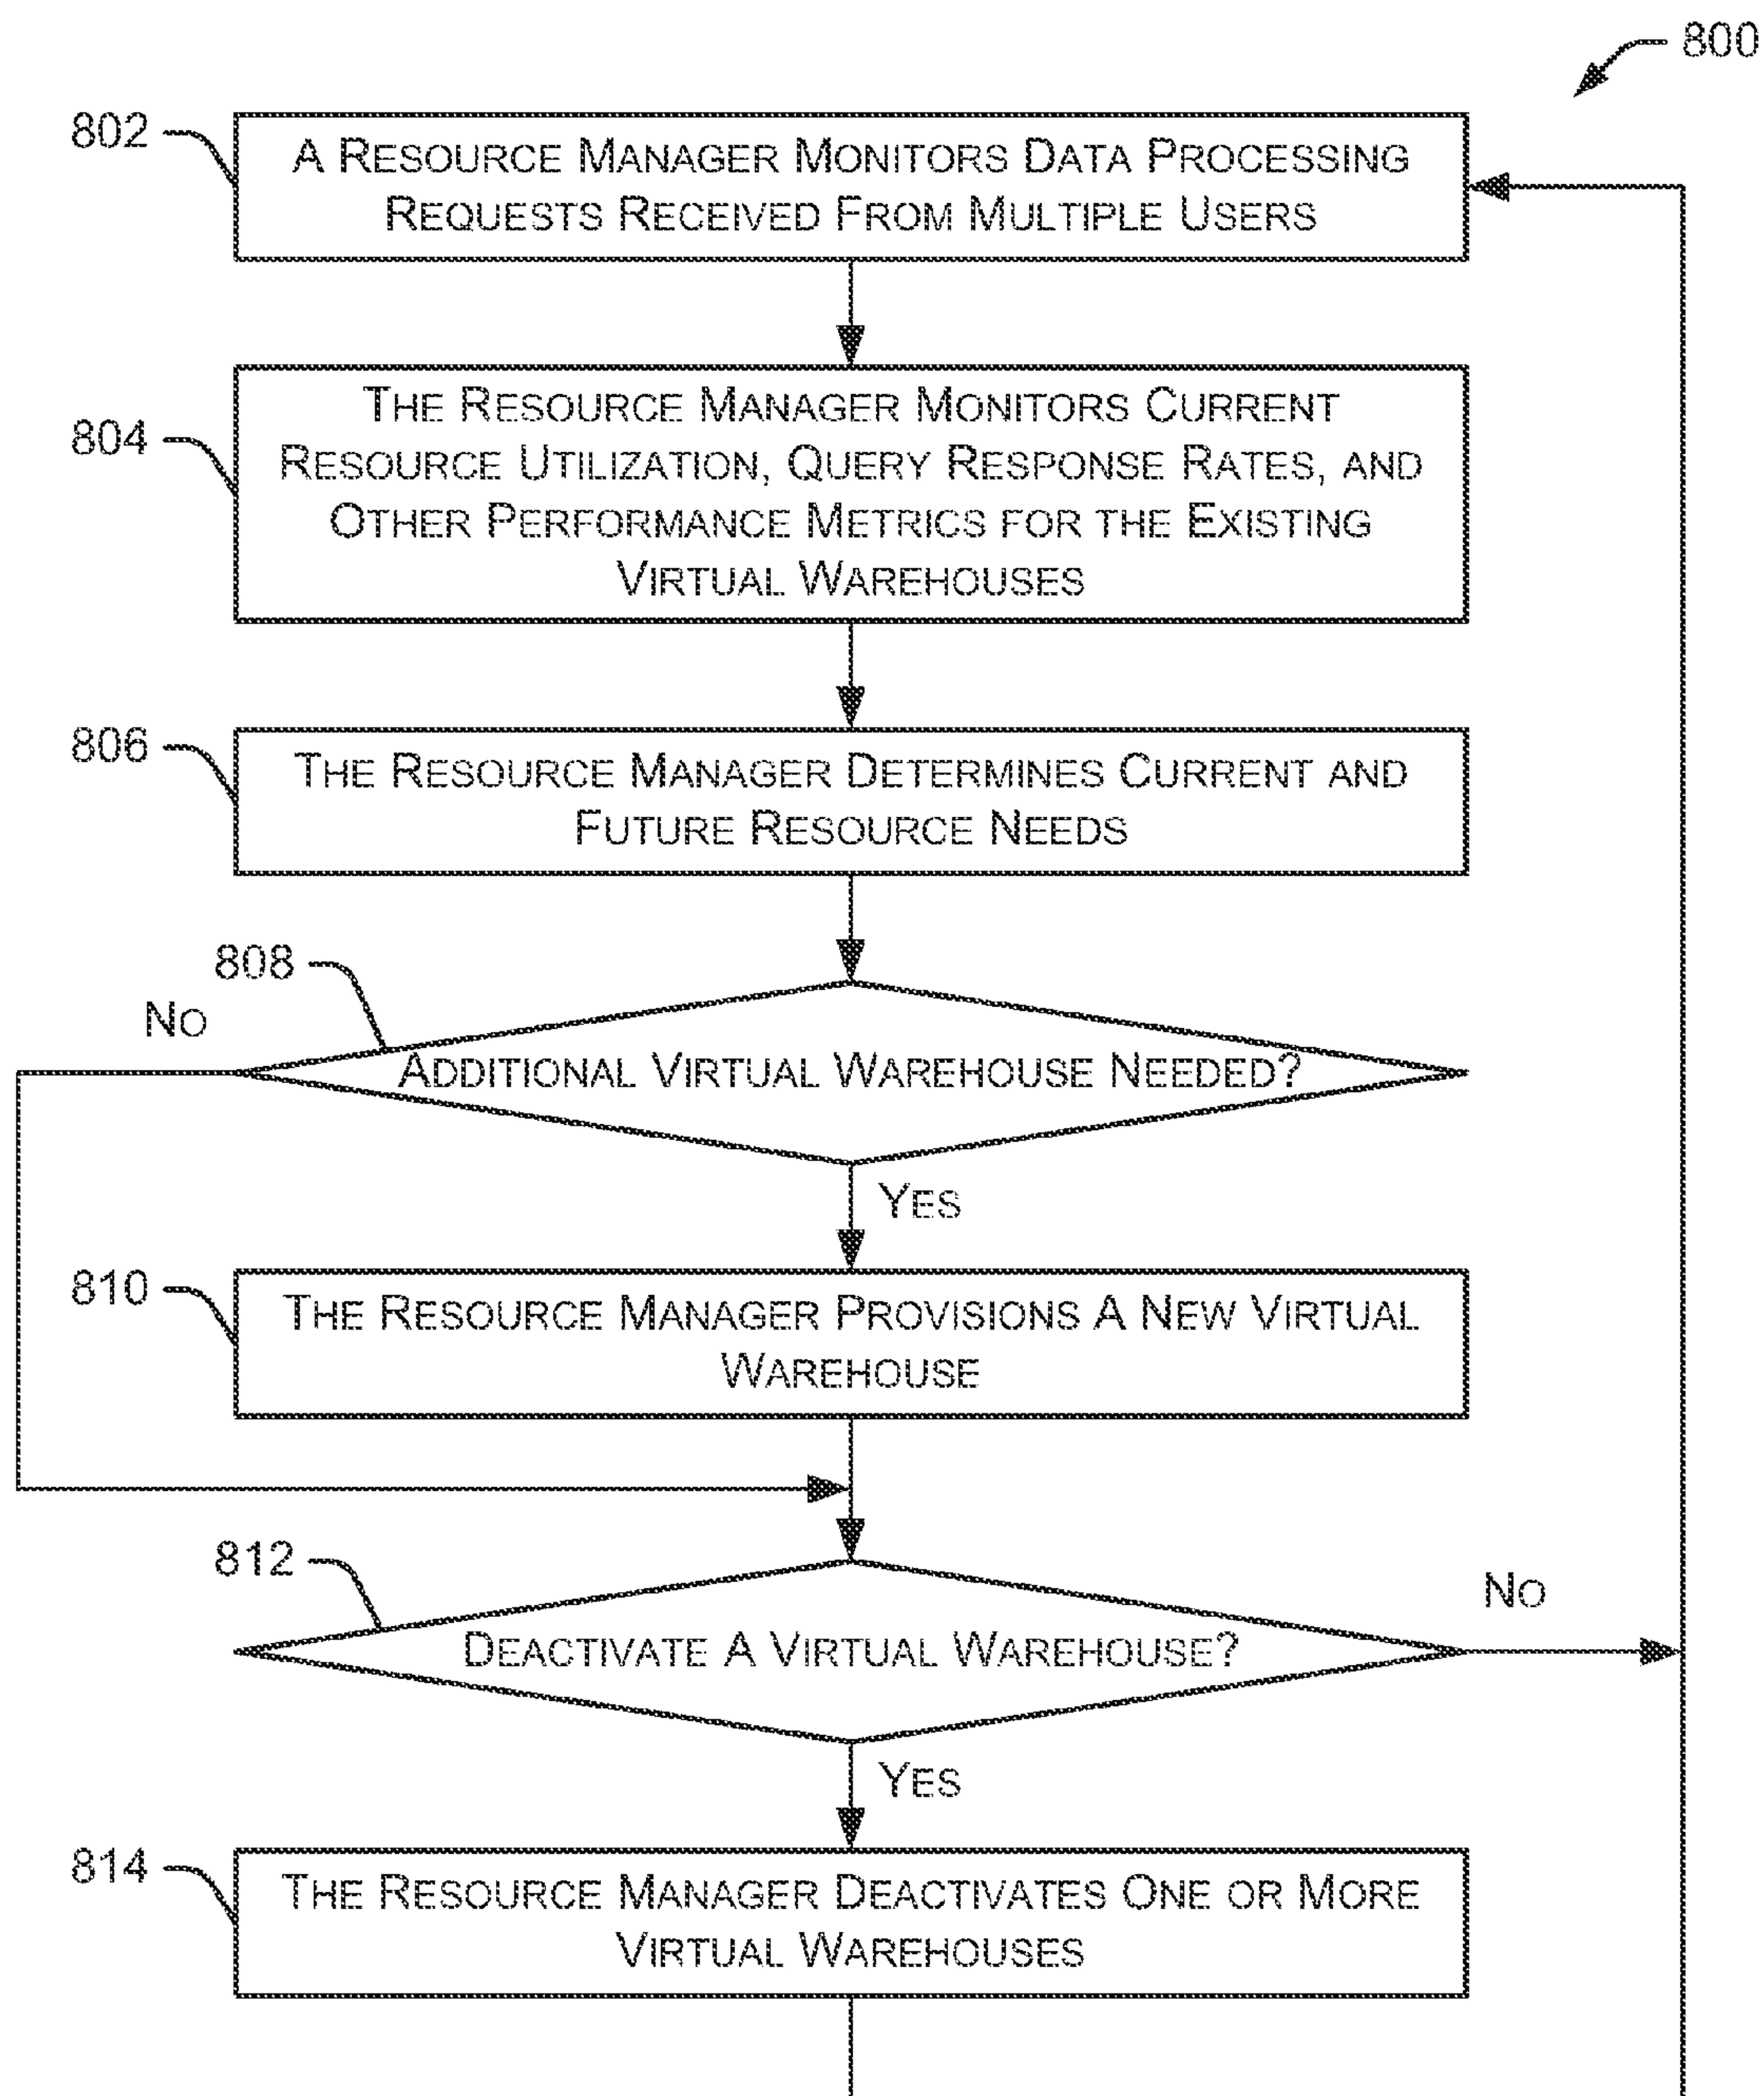 800
802
A RESOURCE MANAGER MONITORS DATA PROCESSING
REQUESTS RECEIVED FROM MULTIPLE USERS
804
THE RESOURCE MANAGER MONITORS CURRENT
RESOURCE UTILIZATION, QUERY RESPONSE RATES, AND
OTHER PERFORMANCE METRICS FOR THE EXISTING
VIRTUAL WAREHOUSES
806
THE RESOURCE MANAGER DETERMINES CURRENT AND
FUTURE RESOURCE NEEDS
808
NO
ADDITIONAL VIRTUAL WAREHOUSE NEEDED?
YES
810
THE RESOURCE MANAGER PROVISIONS A NEW VIRTUAL
WAREHOUSE
812
NO
DEACTIVATE A VIRTUAL WAREHOUSE?
YES
814
THE RESOURCE MANAGER DEACTIVATES ONE OR MORE
VIRTUAL WAREHOUSES